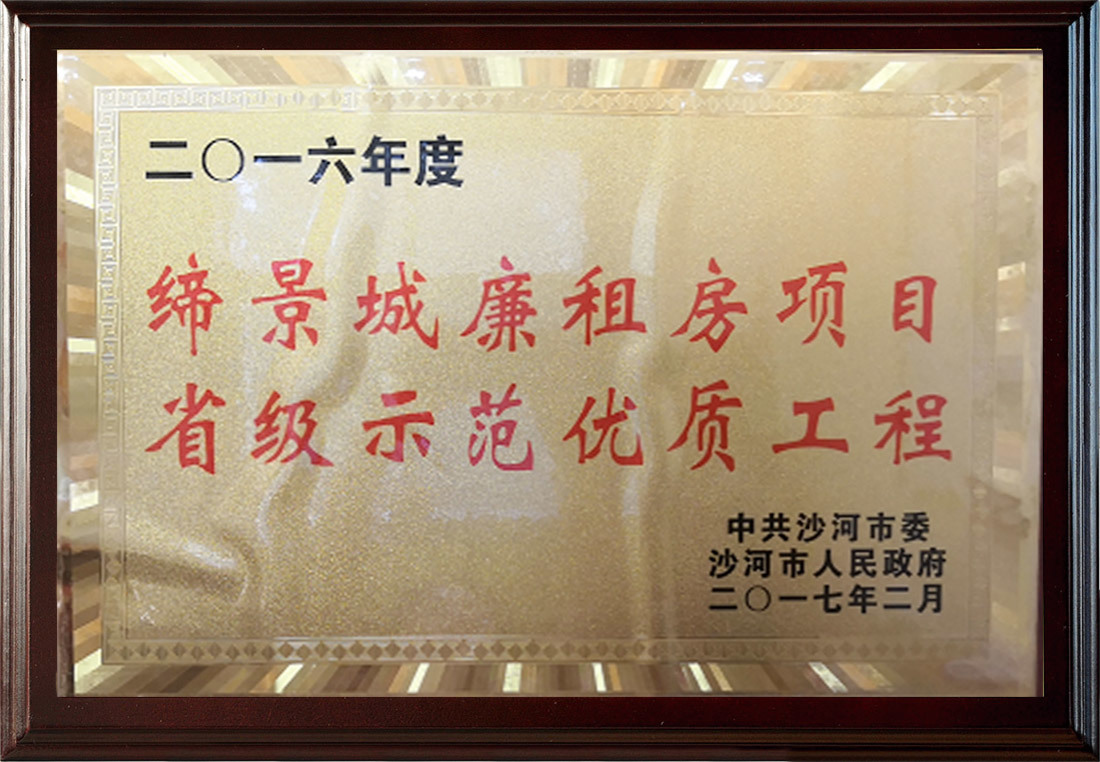 二〇一六年度
缔景城廉租房项目
省级示范优质工程
中共沙河市委
沙河市人民政府
二〇一七年二月